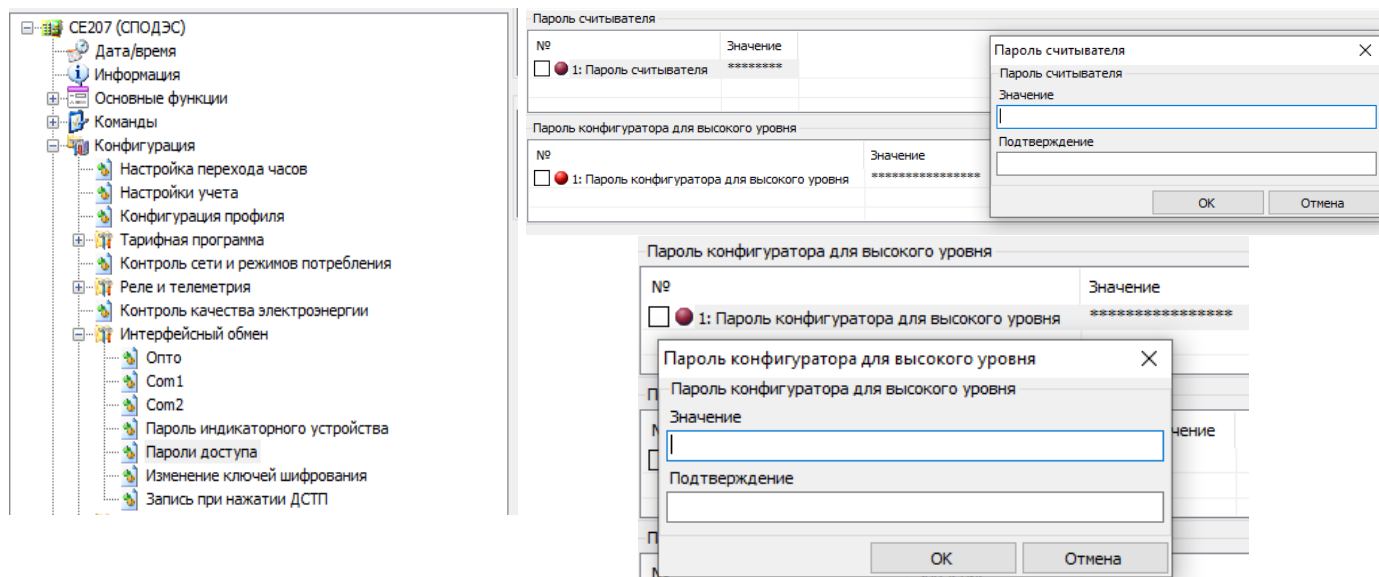 CE207 (СПОДЭС)
Дата/время
Информация
Основные функции
Команды
Конфигурация
Настройка перехода часов
Настройки учета
Конфигурация профиля
Тарифная программа
Контроль сети и режимов потребления
Реле и телеметрия
Контроль качества электроэнергии
Интерфейсный обмен
Опто
Com1
Com2
Пароль индикаторного устройства
Пароли доступа
Изменение ключей шифрования
Запись при нажатии ДСТП
Пароль считывателя
№ Значение
1: Пароль считывателя ********
Пароль конфигуратора для высокого уровня
№ Значение
1: Пароль конфигуратора для высокого уровня ****************
Пароль считывателя
Пароль считывателя
Значение
Подтверждение
OK Отмена
Пароль конфигуратора для высокого уровня
№ Значение
1: Пароль конфигуратора для высокого уровня ****************
Пароль конфигуратора для высокого уровня
Пароль конфигуратора для высокого уровня
Значение
Подтверждение
OK Отмена